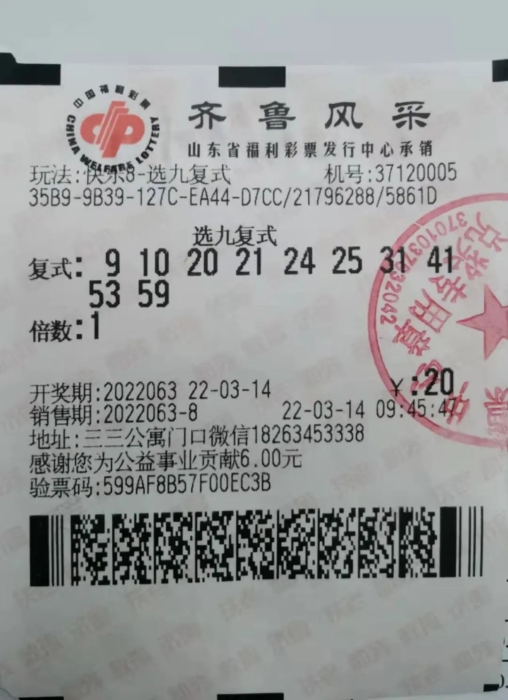 中国福利彩票
CHINA WELFARE LOTTERY
齐鲁风采
山东省福利彩票发行中心承销
玩法:快乐8-选九复式 机号:37120005
35B9-9B39-127C-EA44-D7CC/21796288/5861D
选九复式
复式: 9 10 20 21 24 25 31 41
53 59
倍数:1
开奖期:2022063 22-03-14 ¥:20
销售期:2022063-8 22-03-14 09:45:47
地址:三三公寓门口微信18263453338
感谢您为公益事业贡献6.00元
验票码:599AF8B57F00EC3B
兑奖专用章